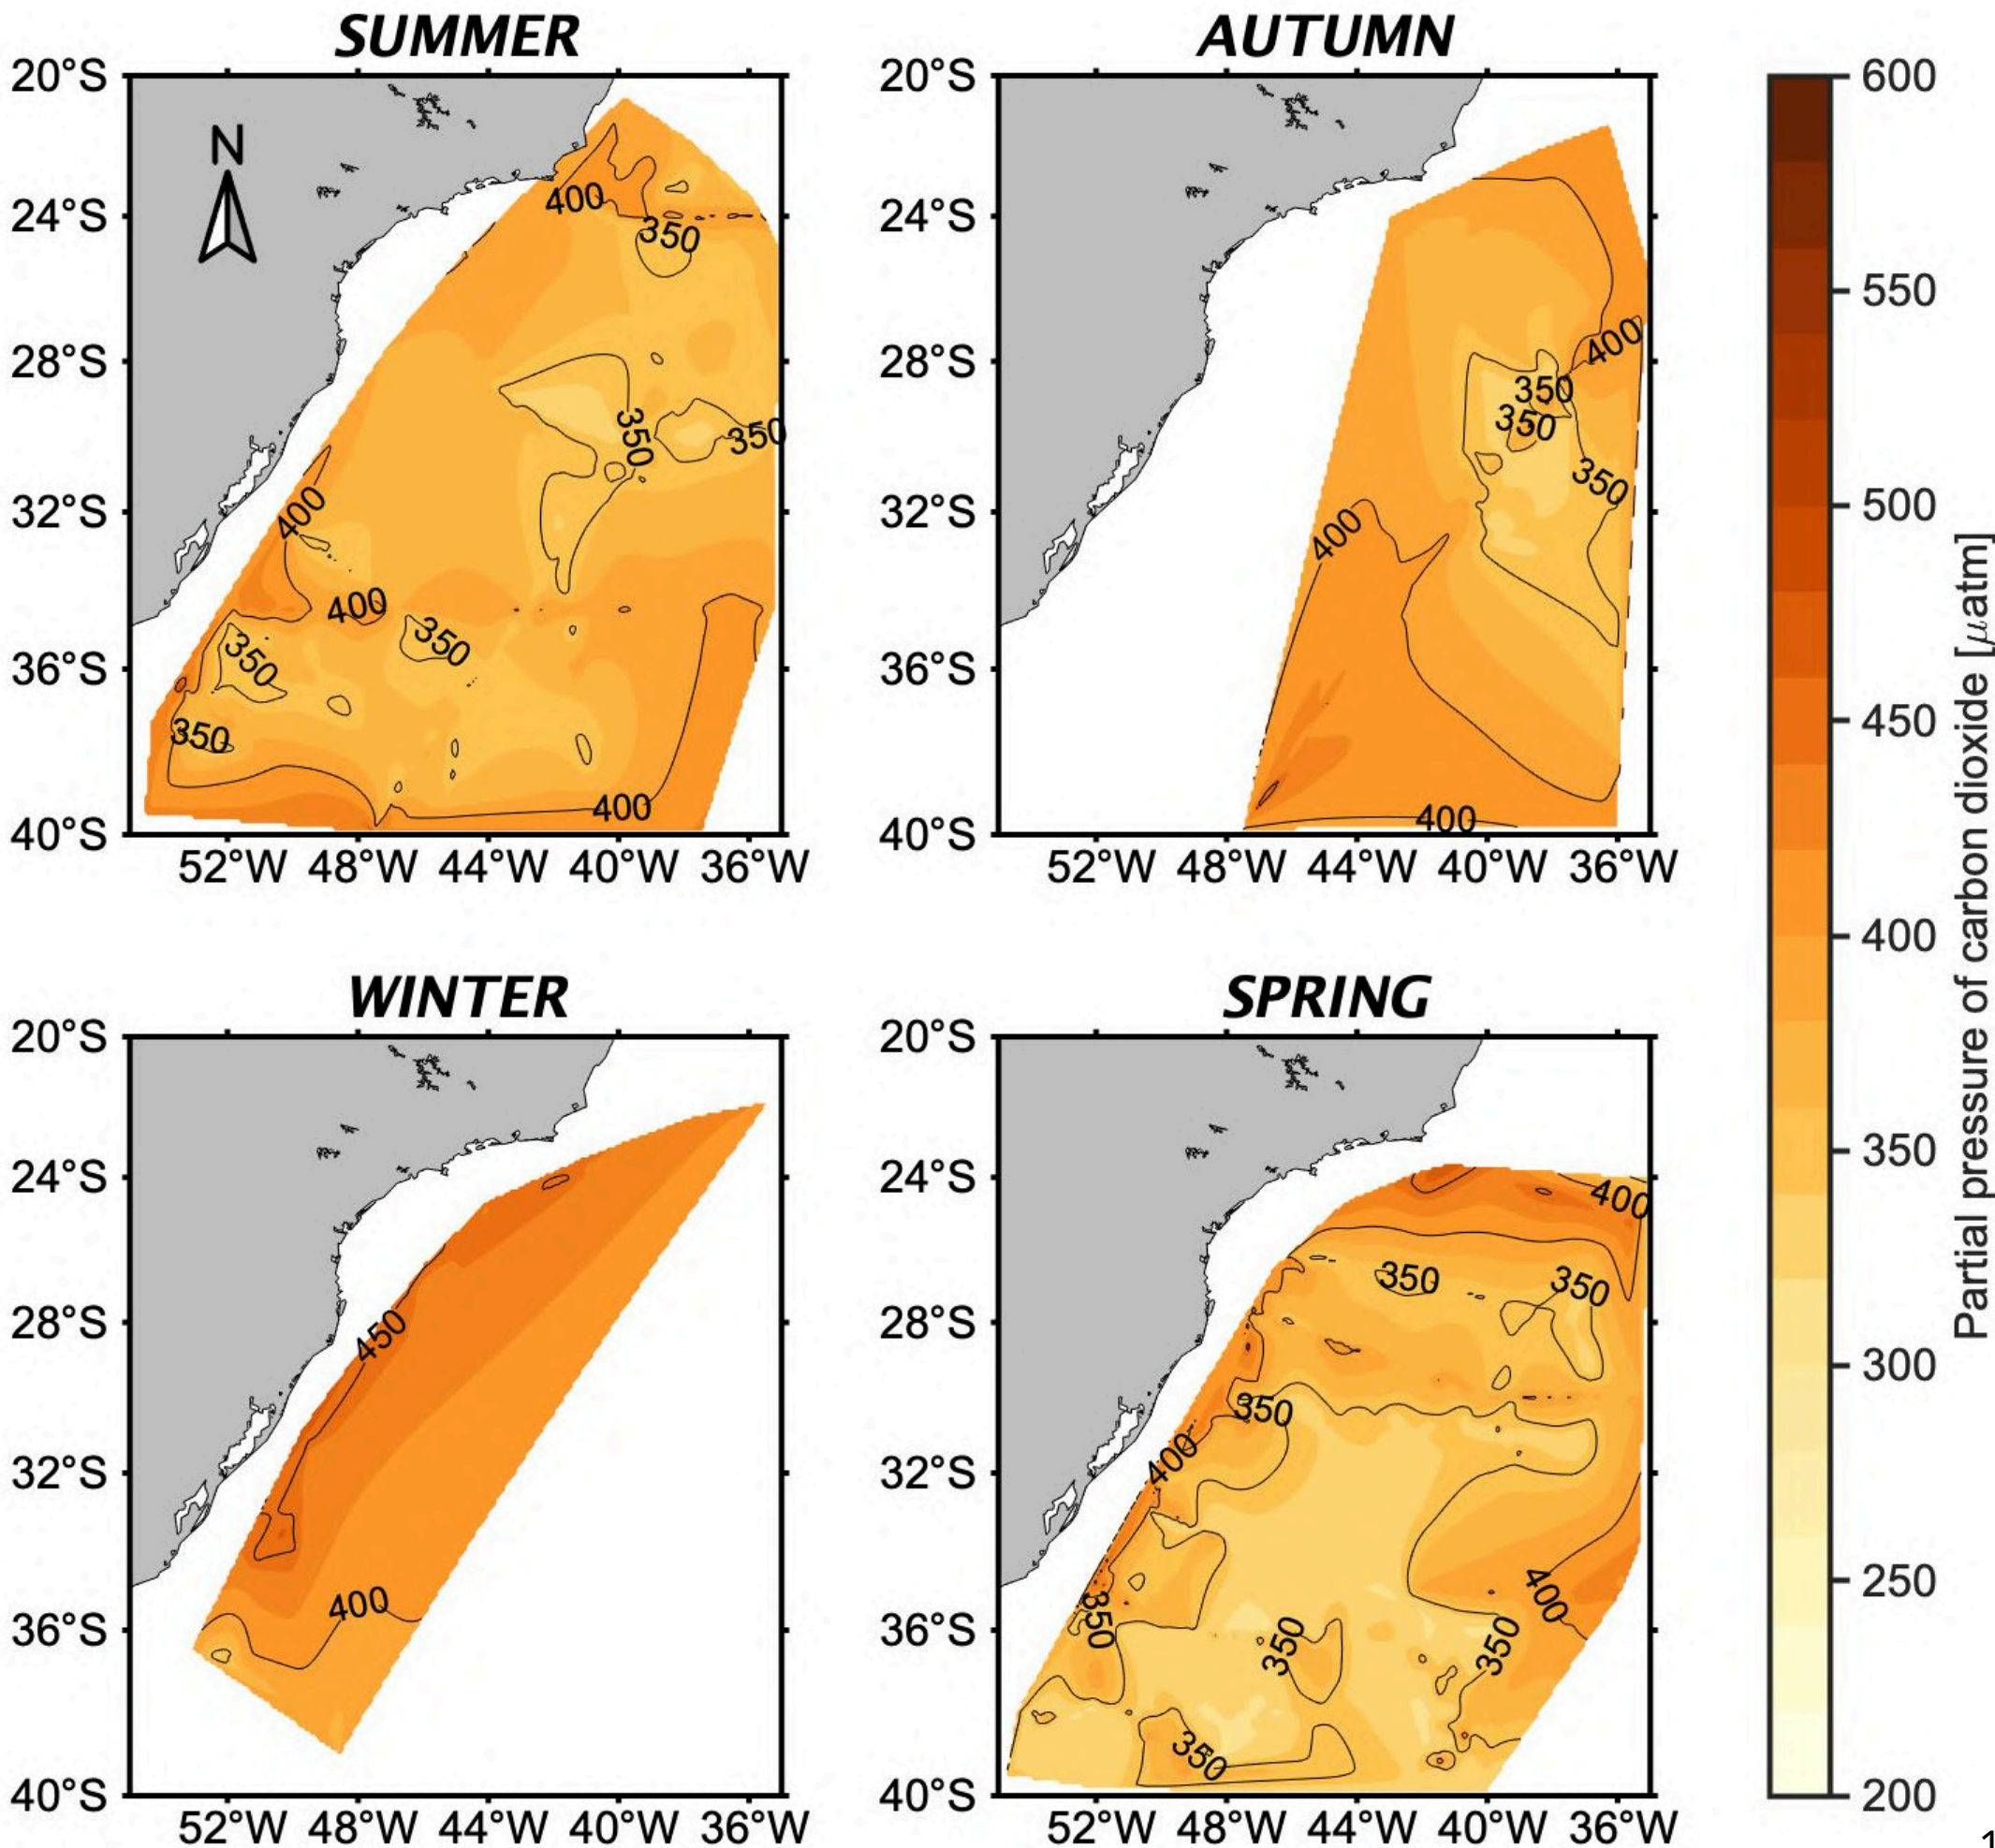 SUMMER
AUTUMN
20°S
24°S
28°S
32°S
36°S
40°S
N
400
350
350
350
400
400
350
350
350
400
52°W 48°W 44°W 40°W 36°W
20°S
24°S
28°S
32°S
36°S
40°S
400
350
350
350
400
400
52°W 48°W 44°W 40°W 36°W
WINTER
SPRING
20°S
24°S
28°S
32°S
36°S
40°S
450
400
52°W 48°W 44°W 40°W 36°W
20°S
24°S
28°S
32°S
36°S
40°S
400
350
350
350
400
400
350
350
350
350
52°W 48°W 44°W 40°W 36°W
600
550
500
450
400
350
300
250
200
Partial pressure of carbon dioxide [μatm]
1